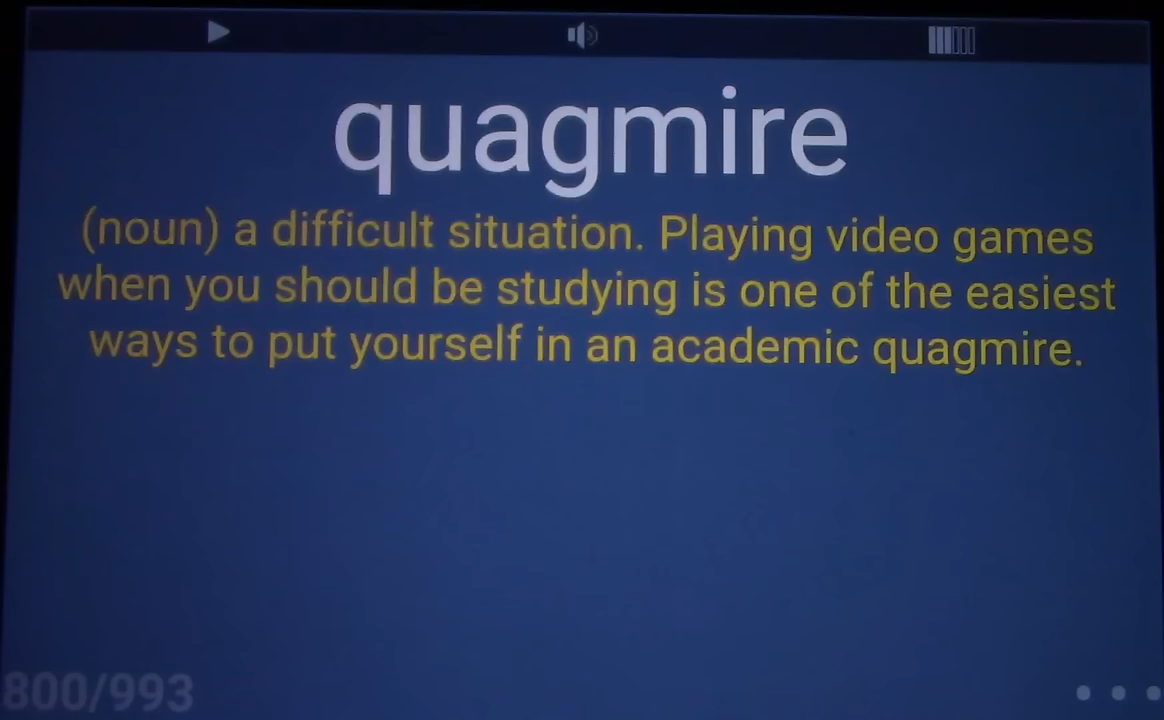 quagmire
(noun) a difficult situation. Playing video games
when you should be studying is one of the easiest
ways to put yourself in an academic quagmire.
800/993